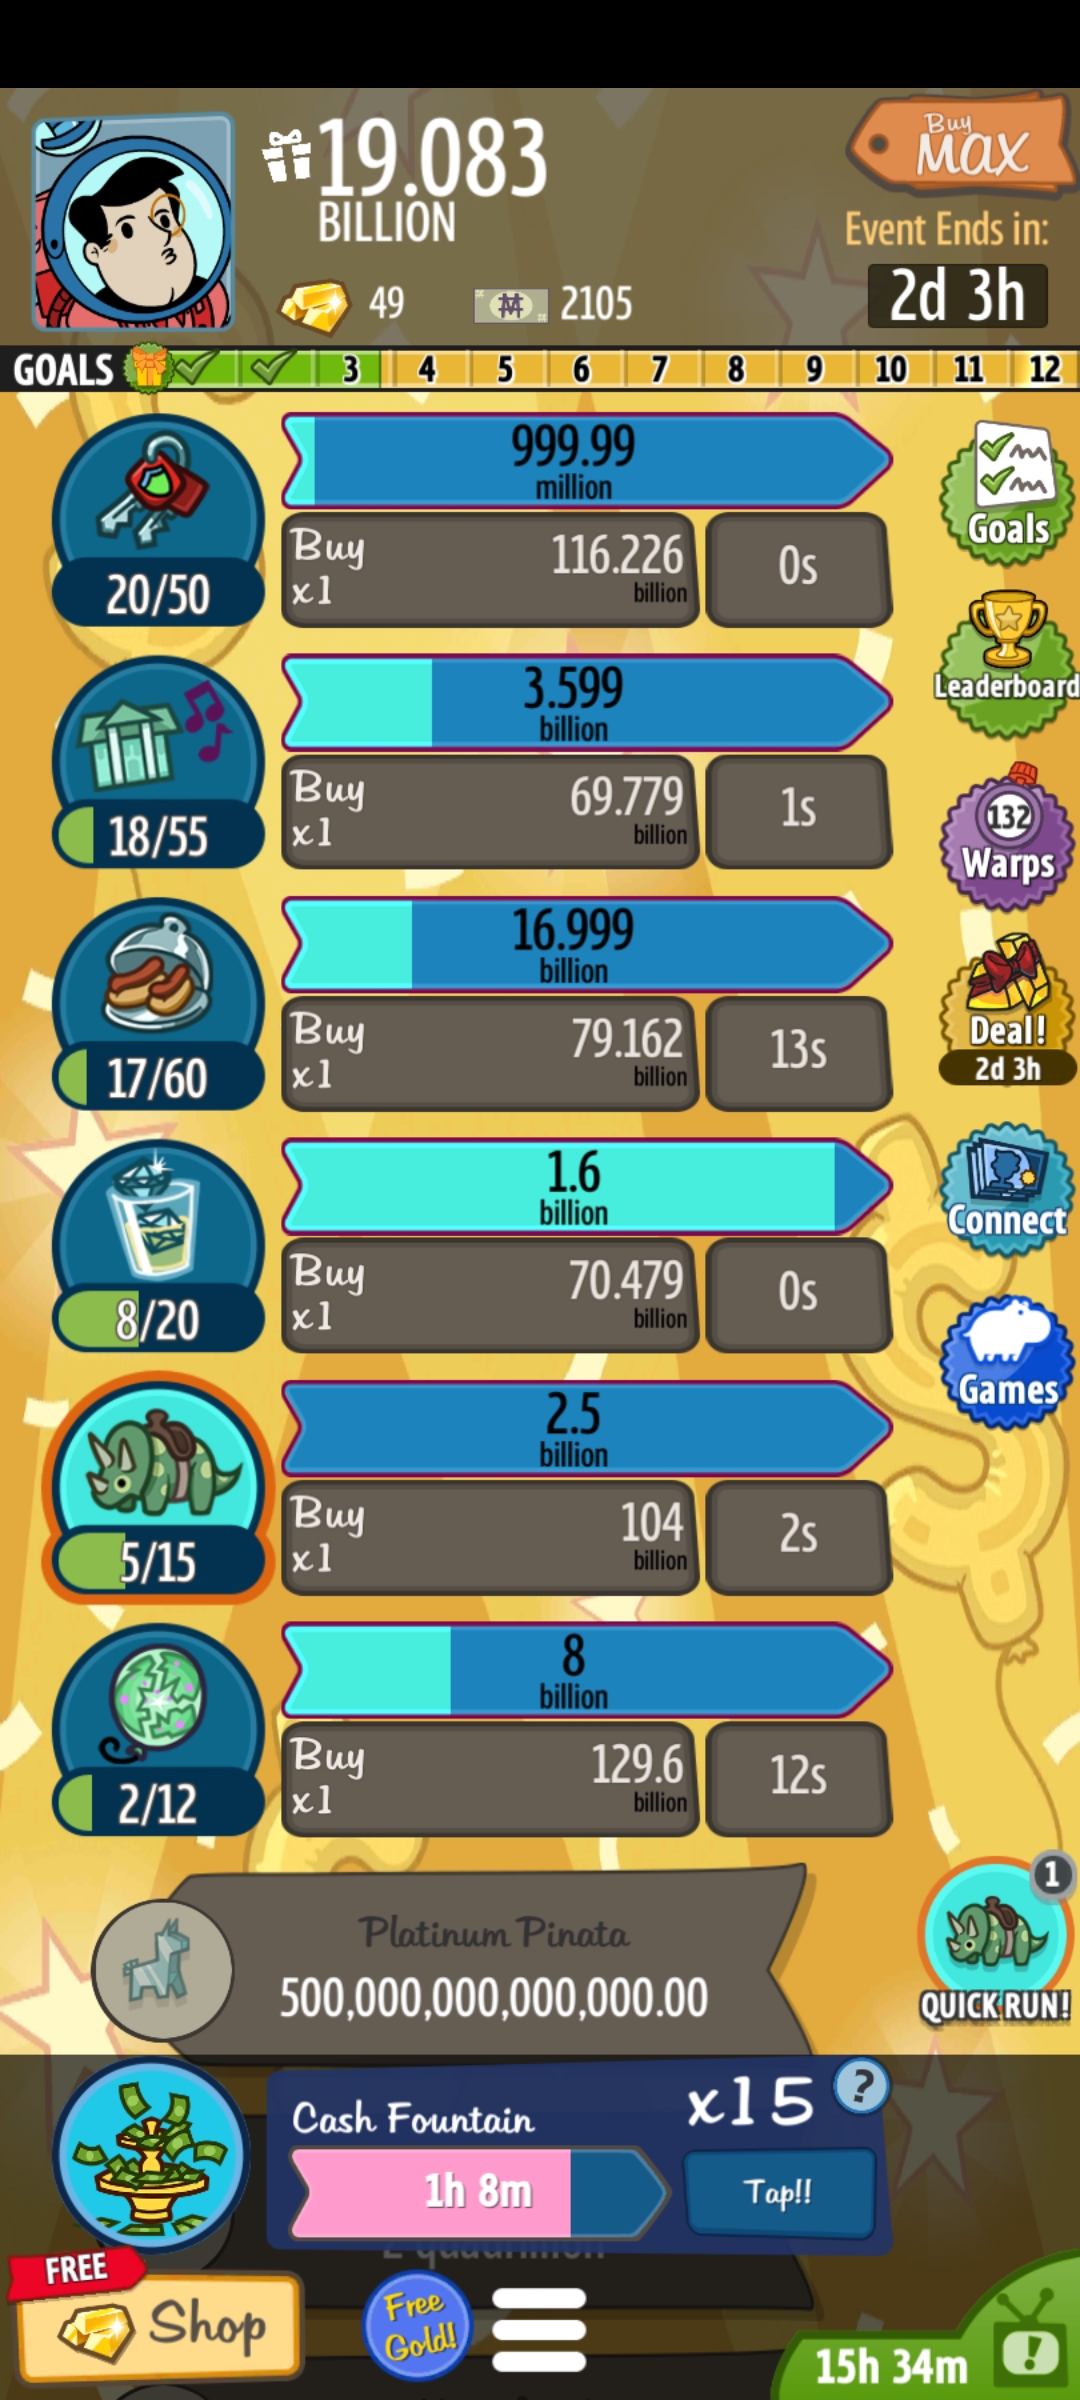 19.083
BILLION
Buy
MAX
Event Ends in:
2d 3h
49
2105
GOALS 3 4 5 6 7 8 9 10 11 12
999.99
million
20/50
Buy
x1
116.226
billion
0s
Goals
3.599
billion
18/55
Buy
x1
69.779
billion
1s
Leaderboard
132
Warps
16.999
billion
17/60
Buy
x1
79.162
billion
13s
Deal!
2d 3h
1.6
billion
8/20
Buy
x1
70.479
billion
0s
Connect
2.5
billion
5/15
Buy
x1
104
billion
2s
Games
8
billion
2/12
Buy
x1
129.6
billion
12s
Platinum Pinata
500,000,000,000,000.00
1
QUICK RUN!
Cash Fountain
x15
?
1h 8m
Tap!!
2 quadrillion
FREE
Shop
Free
Gold!
15h 34m
!